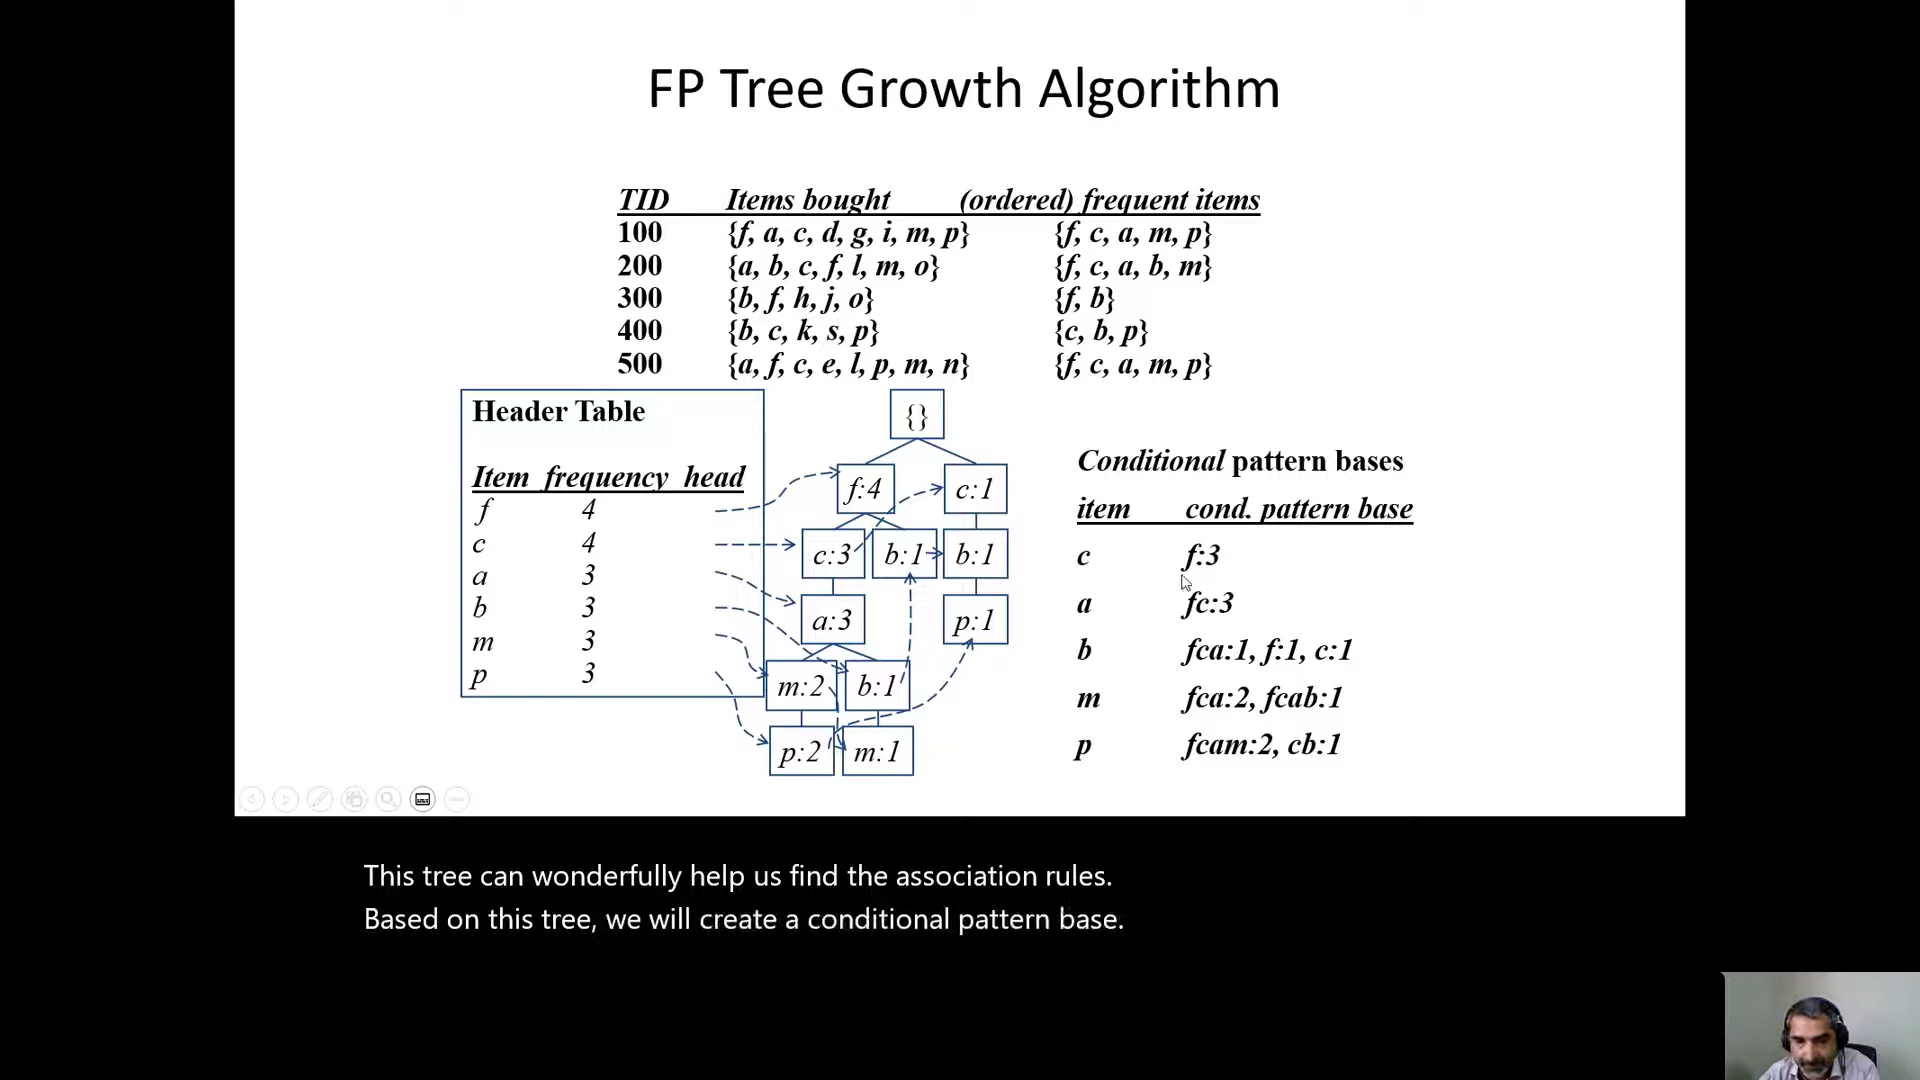 FP Tree Growth Algorithm
TID Items bought (ordered) frequent items
100 {f, a, c, d, g, i, m, p} {f, c, a, m, p}
200 {a, b, c, f, l, m, o} {f, c, a, b, m}
300 {b, f, h, j, o} {f, b}
400 {b, c, k, s, p} {c, b, p}
500 {a, f, c, e, l, p, m, n} {f, c, a, m, p}
Header Table
Item frequency head
f 4
c 4
a 3
b 3
m 3
p 3
{}
f:4 c:1
c:3 b:1 b:1
a:3 p:1
m:2 b:1
p:2 m:1
Conditional pattern bases
item cond. pattern base
c f:3
a fc:3
b fca:1, f:1, c:1
m fca:2, fcab:1
p fcam:2, cb:1
This tree can wonderfully help us find the association rules.
Based on this tree, we will create a conditional pattern base.